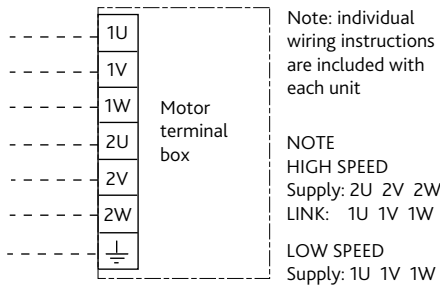 1U
1V
1W
2U
2V
2W
Motor
terminal
box
Note: individual
wiring instructions
are included with
each unit
NOTE
HIGH SPEED
Supply: 2U 2V 2W
LINK: 1U 1V 1W
LOW SPEED
Supply: 1U 1V 1W